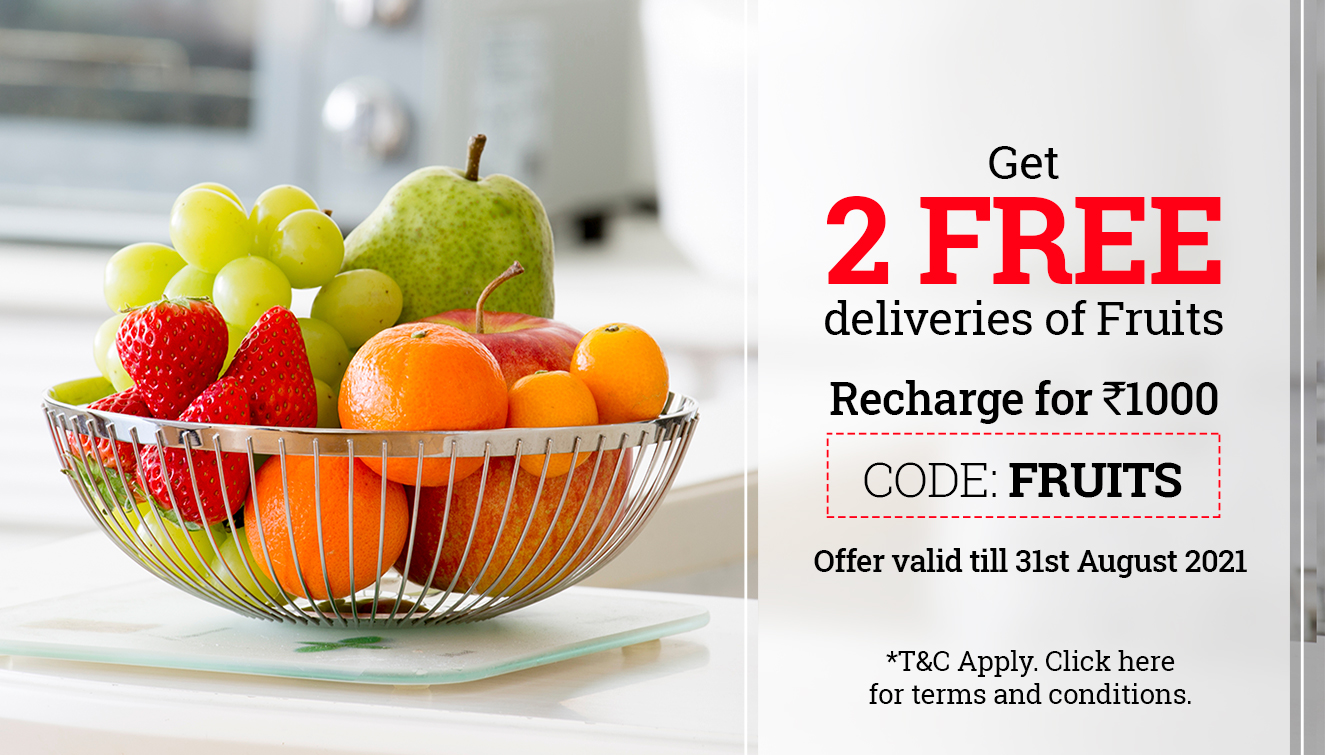 Get
2 FREE
deliveries of Fruits
Recharge for ₹1000
CODE: FRUITS
Offer valid till 31st August 2021
*T&C Apply. Click here
for terms and conditions.